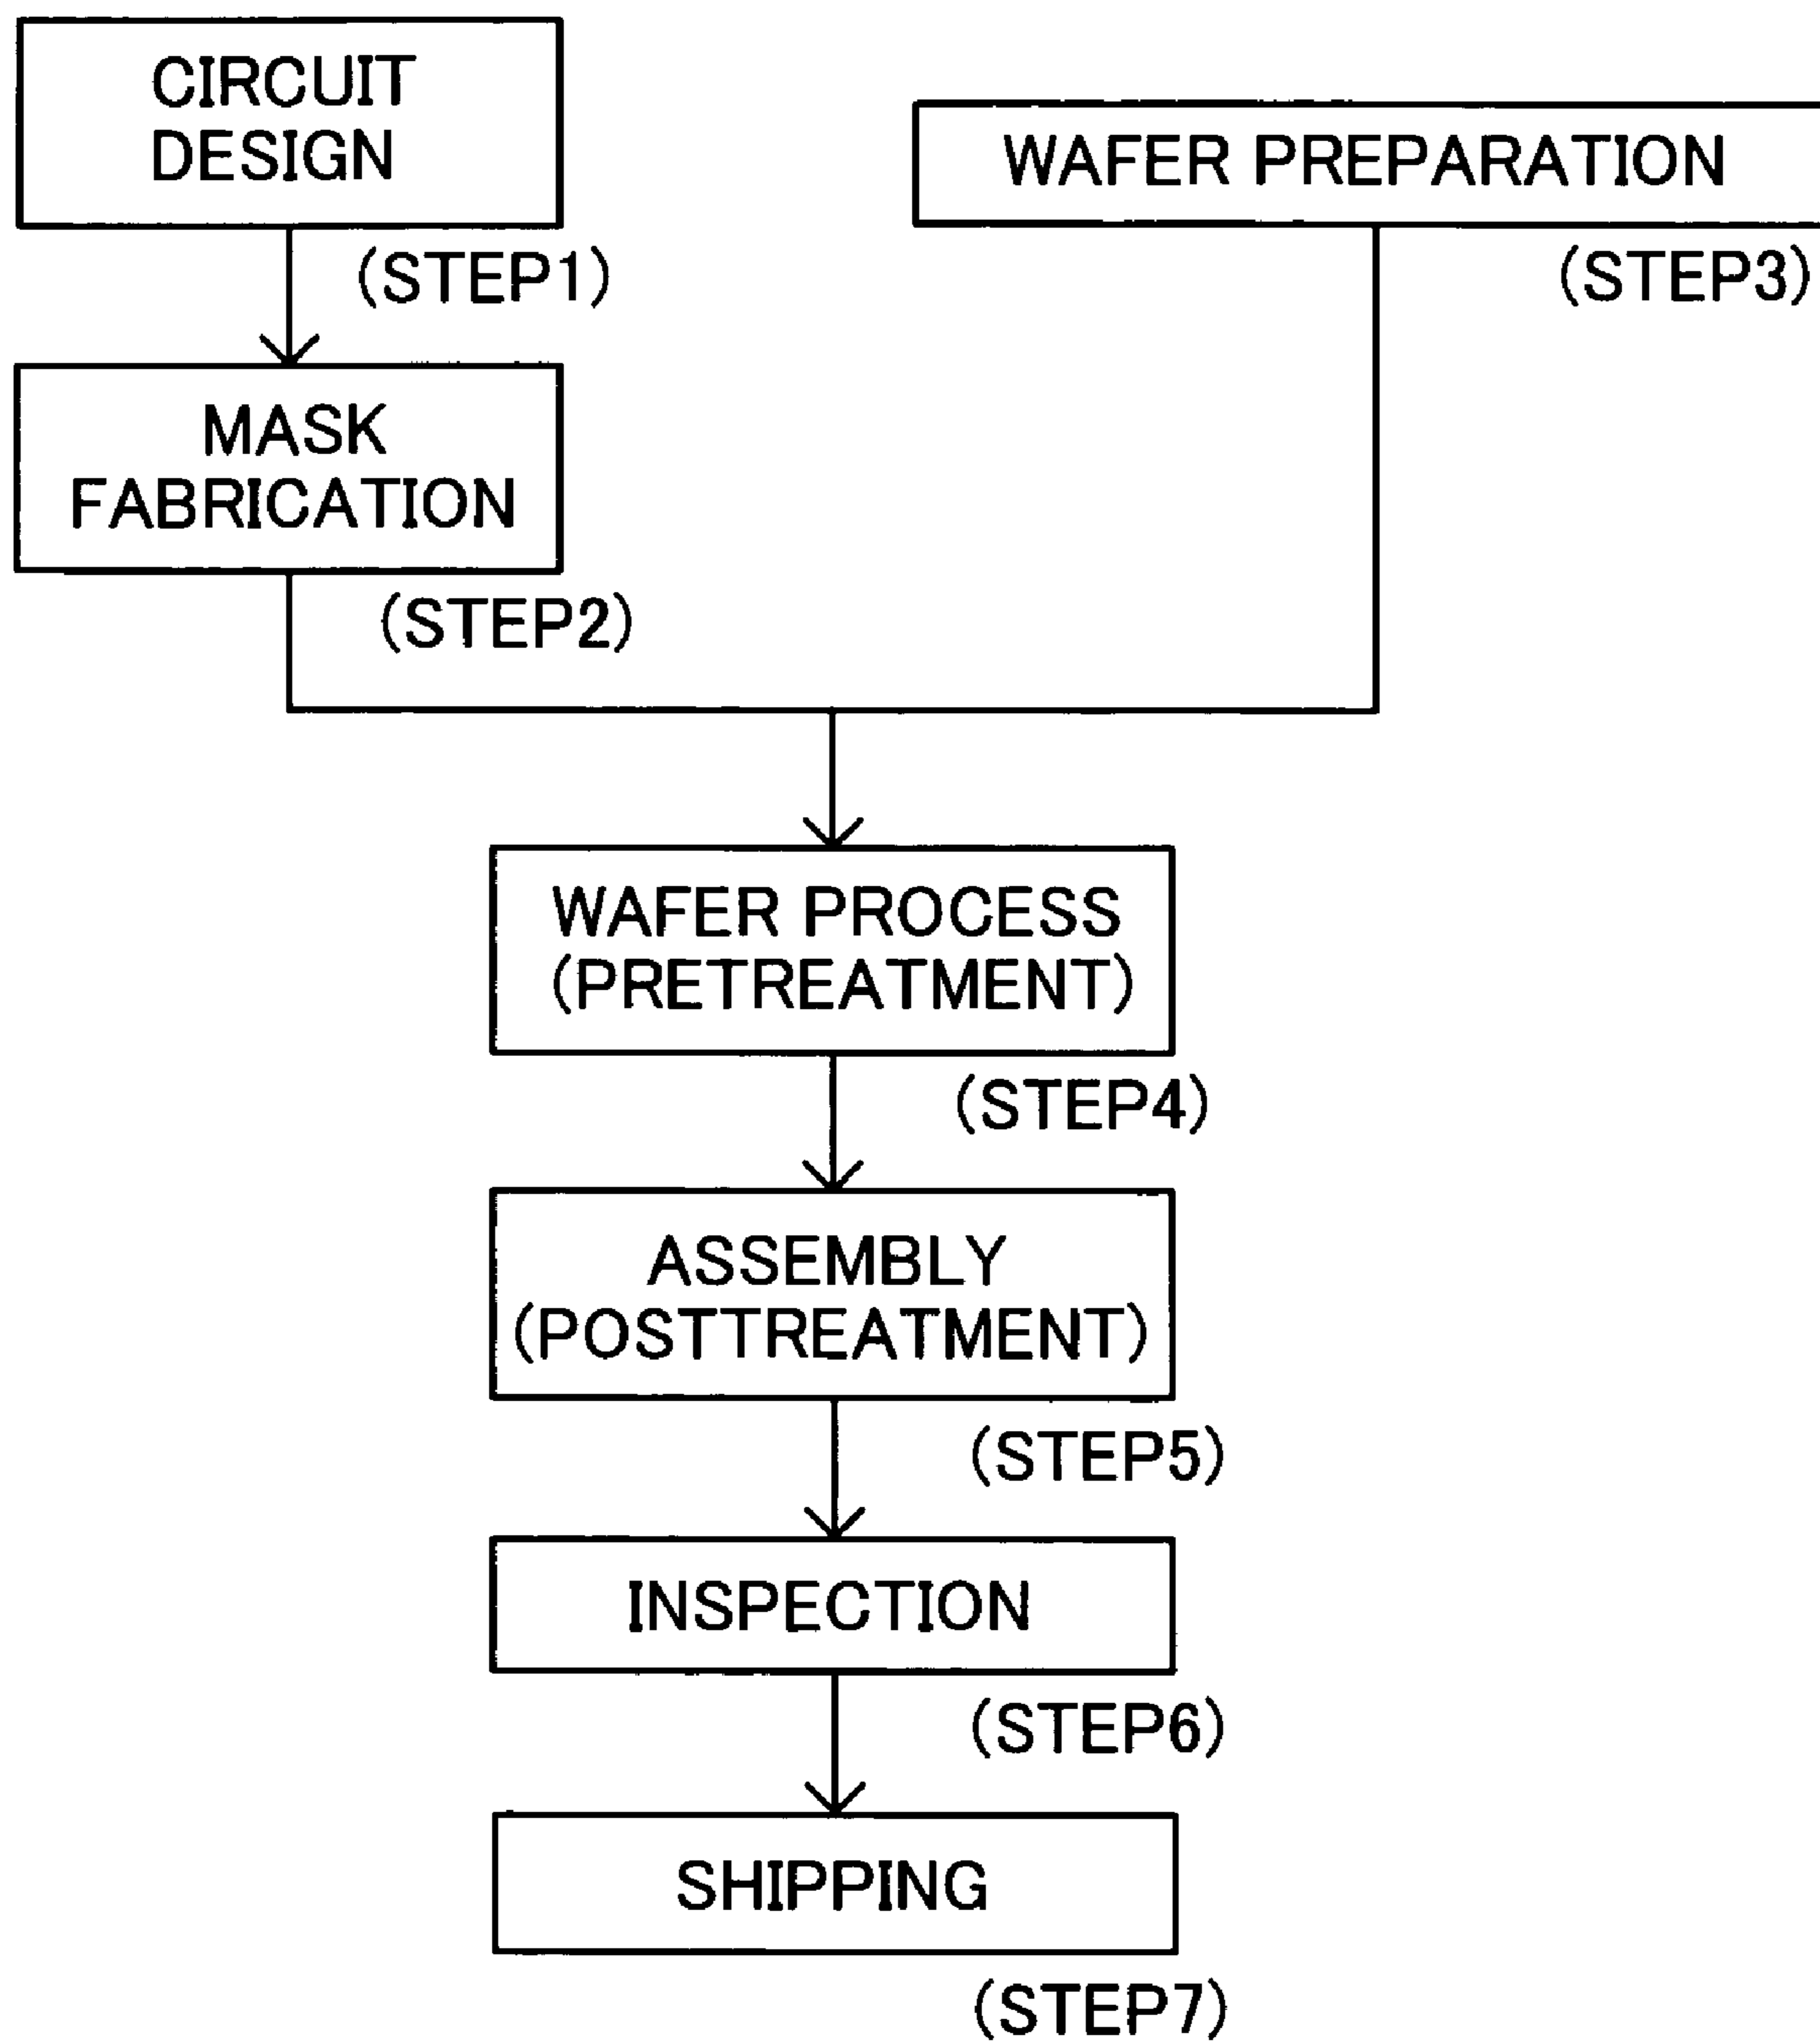 CIRCUIT
DESIGN
(STEP1)
WAFER PREPARATION
(STEP3)
MASK
FABRICATION
(STEP2)
WAFER PROCESS
(PRETREATMENT)
(STEP4)
ASSEMBLY
(POSTTREATMENT)
(STEP5)
INSPECTION
(STEP6)
SHIPPING
(STEP7)